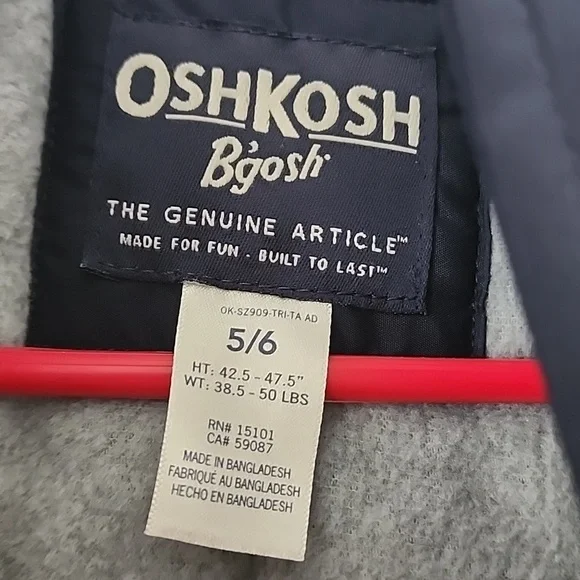 OSHKOSH
B'gosh
THE GENUINE ARTICLE™
MADE FOR FUN . BUILT TO LAST™
OK-SZ909-TRI-TA AD
5/6
HT: 42.5 - 47.5"
WT: 38.5 - 50 LBS
RN# 15101
CA# 59087
MADE IN BANGLADESH
FABRIQUÉ AU BANGLADESH
HECHO EN BANGLADESH